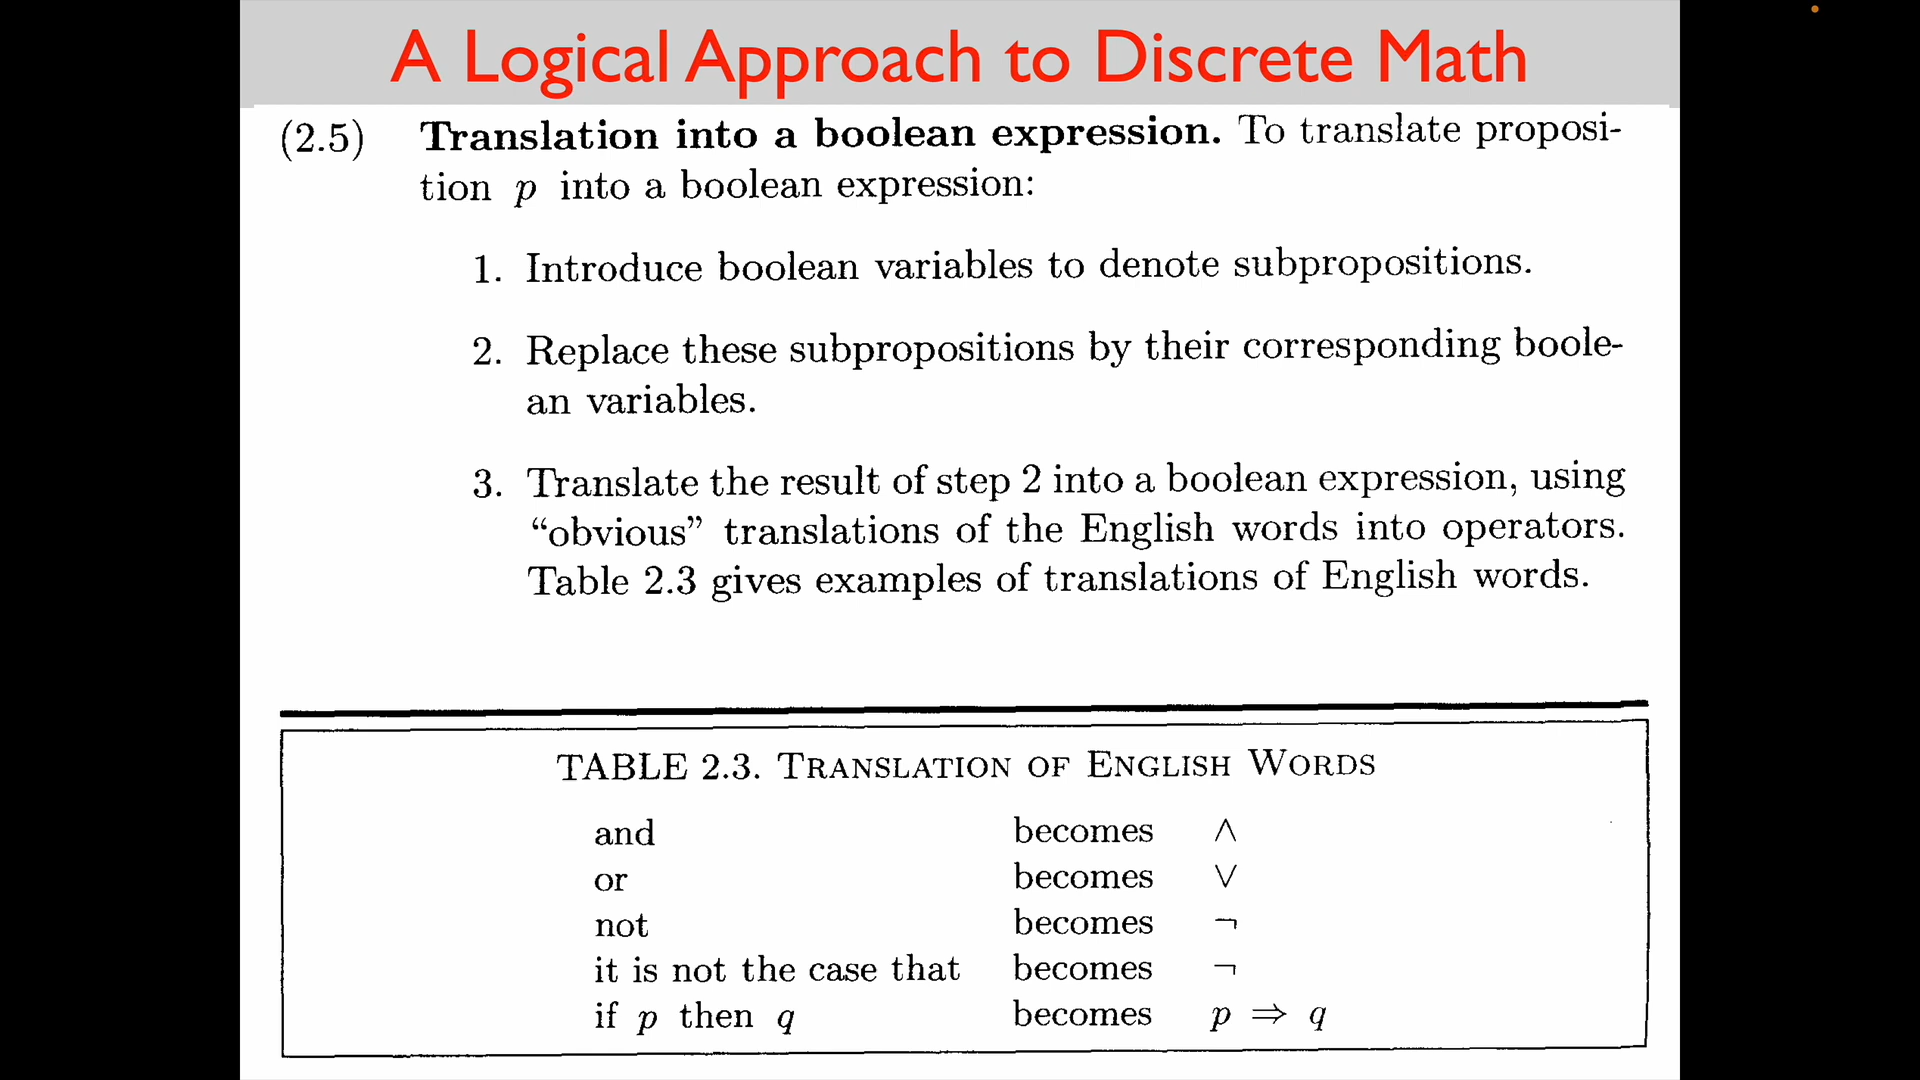 A Logical Approach to Discrete Math
(2.5) Translation into a boolean expression. To translate proposi-
tion p into a boolean expression:
1. Introduce boolean variables to denote subpropositions.
2. Replace these subpropositions by their corresponding boole-
an variables.
3. Translate the result of step 2 into a boolean expression, using
“obvious” translations of the English words into operators.
Table 2.3 gives examples of translations of English words.
TABLE 2.3. TRANSLATION OF ENGLISH WORDS
and becomes ∧
or becomes ∨
not becomes ¬
it is not the case that becomes ¬
if p then q becomes p ⇒ q